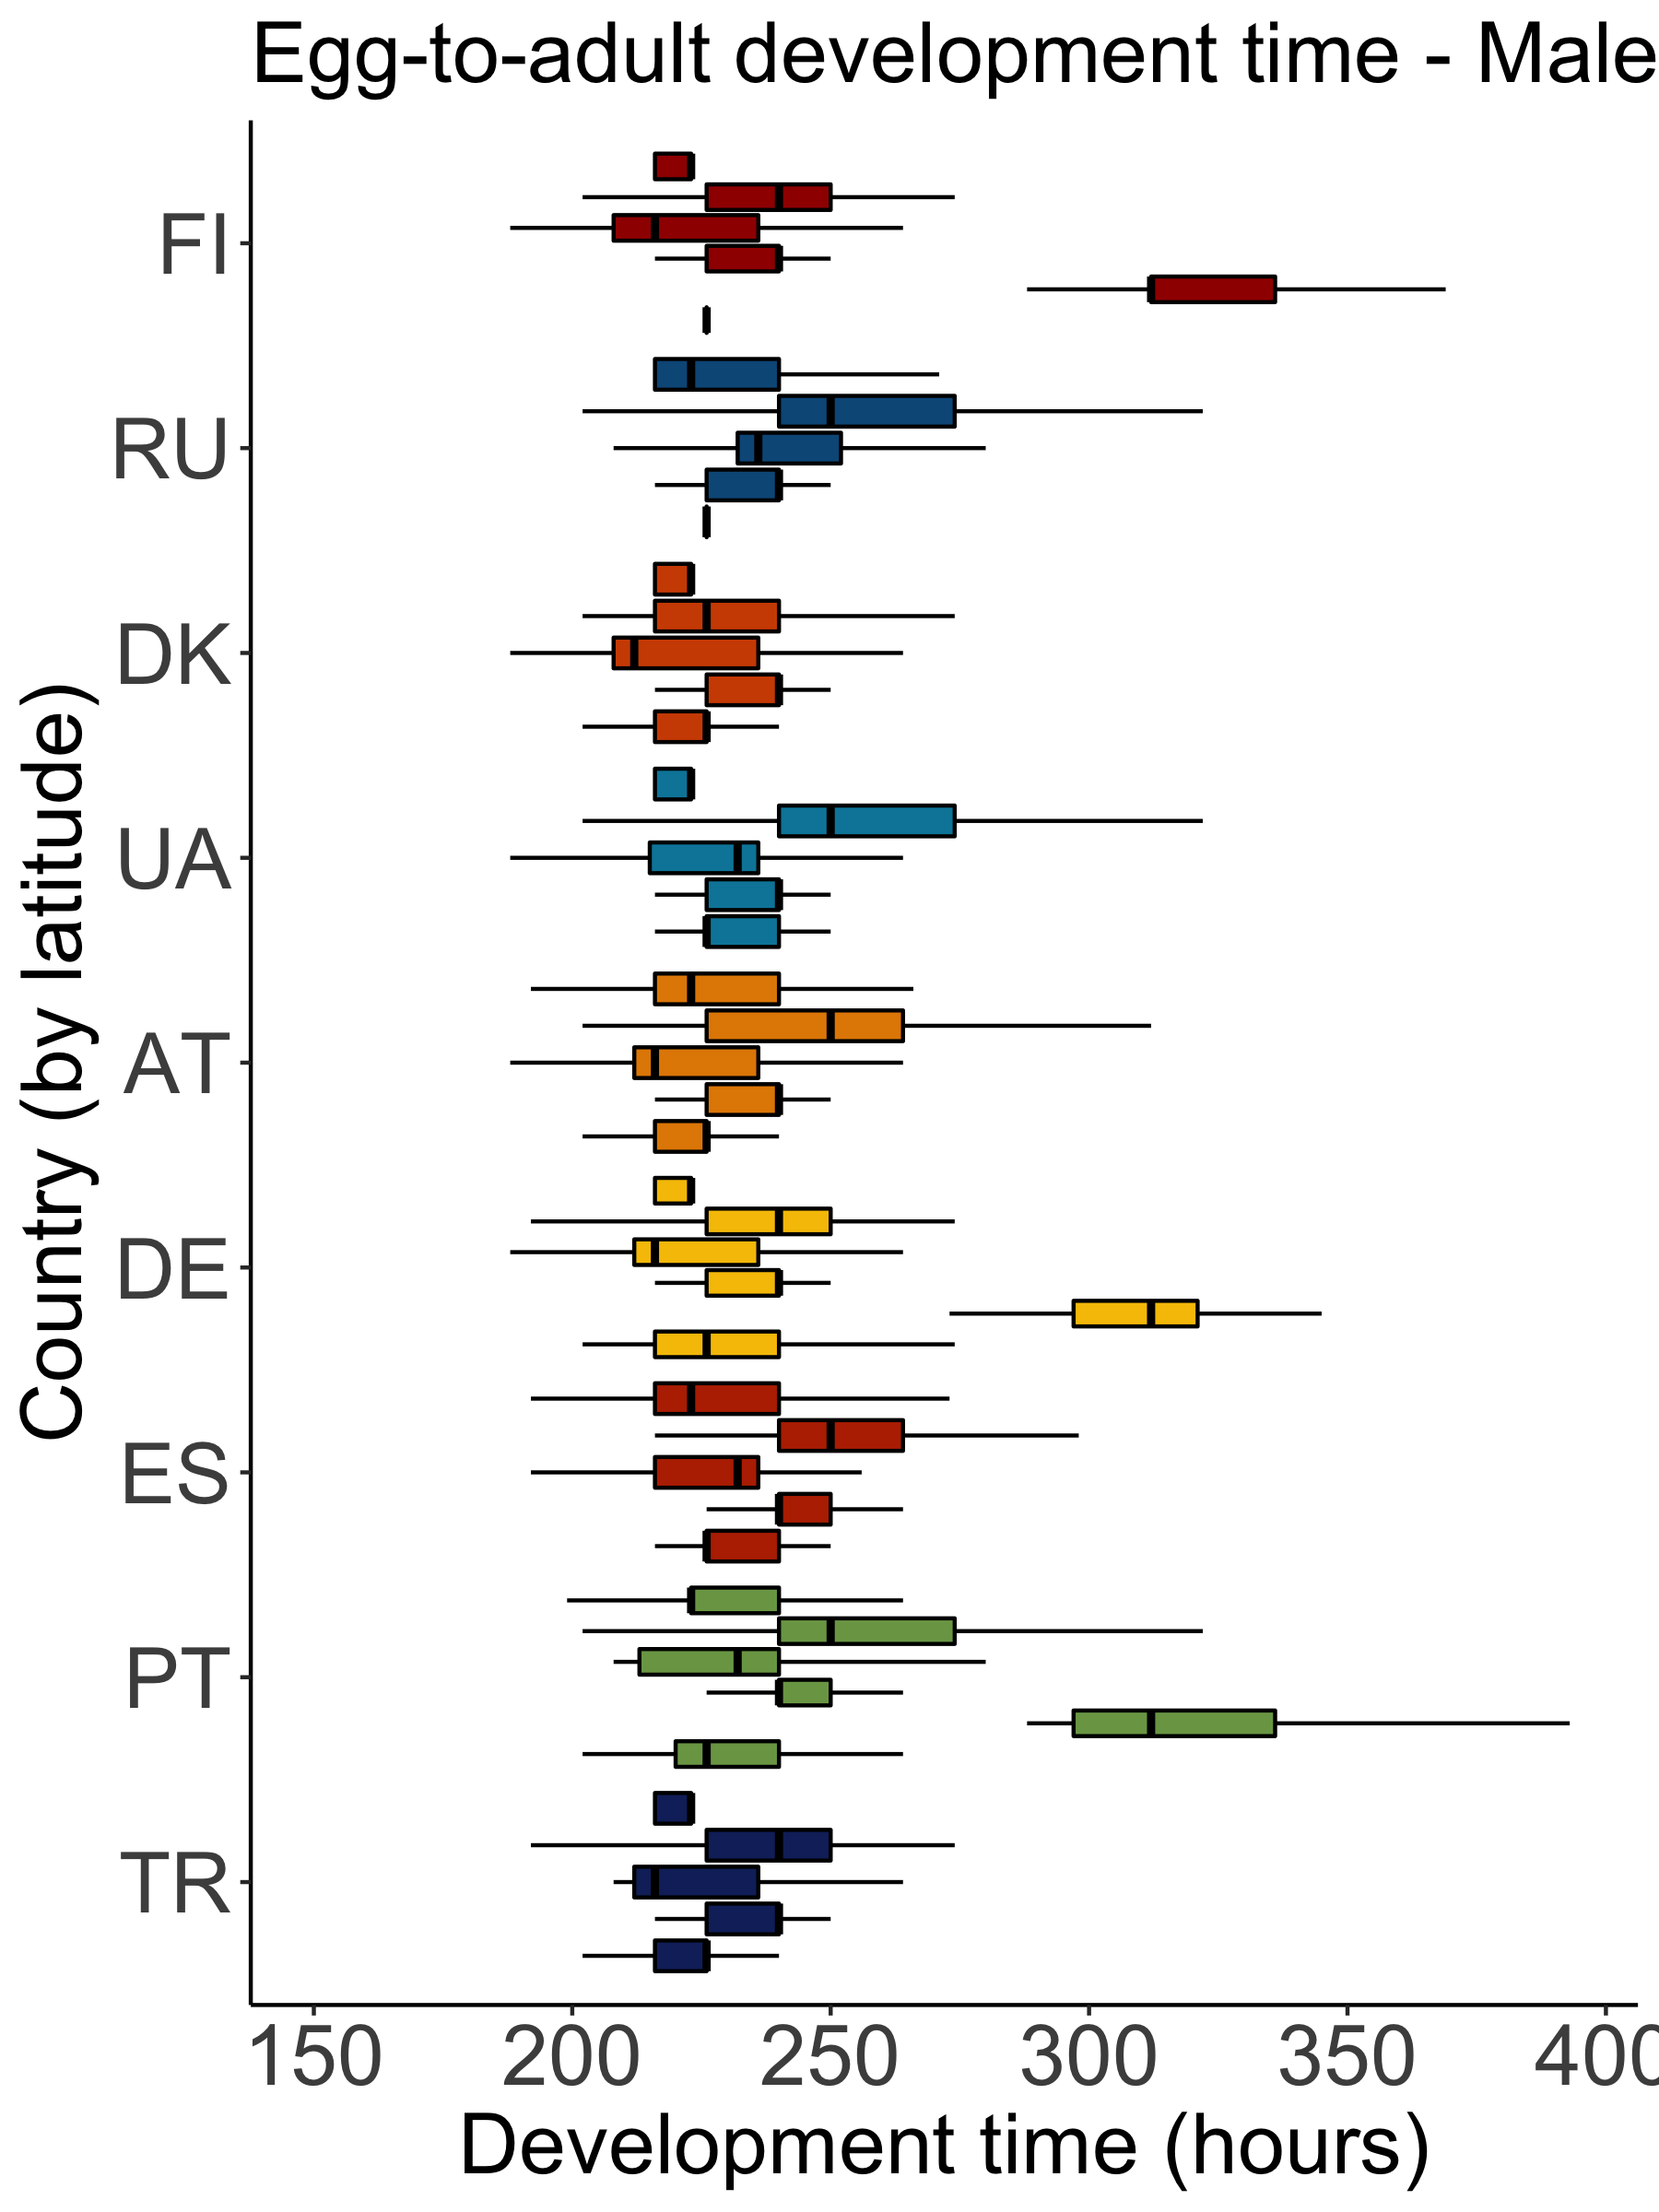 Egg-to-adult development time - Male
Country (by latitude)
FI
RU
DK
UA
AT
DE
ES
PT
TR
150 200 250 300 350 400
Development time (hours)